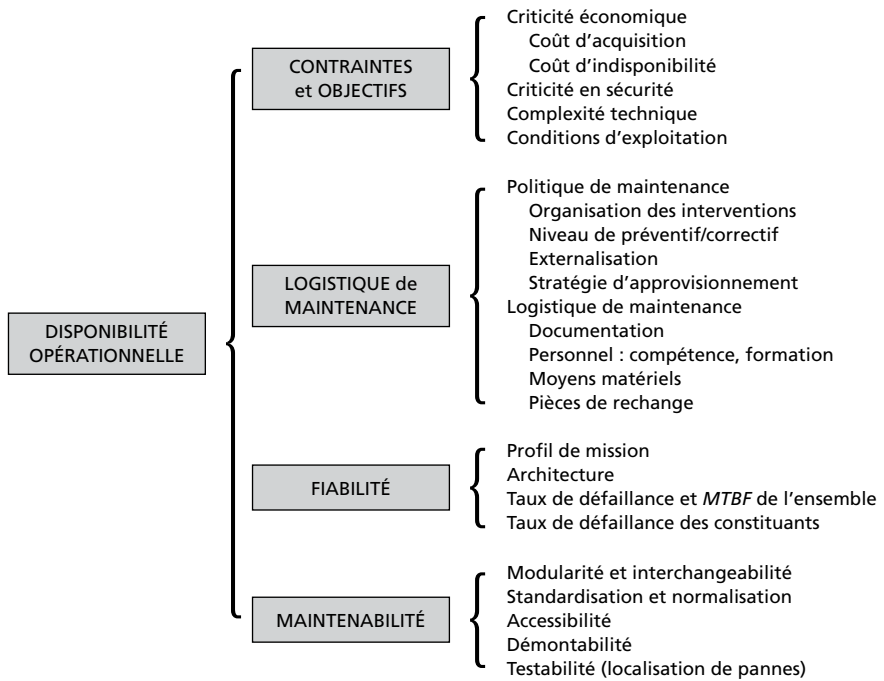 DISPONIBILITÉ
OPÉRATIONNELLE
CONTRAINTES
et OBJECTIFS
Criticité économique
Coût d’acquisition
Coût d’indisponibilité
Criticité en sécurité
Complexité technique
Conditions d’exploitation
LOGISTIQUE de
MAINTENANCE
Politique de maintenance
Organisation des interventions
Niveau de préventif/correctif
Externalisation
Stratégie d’approvisionnement
Logistique de maintenance
Documentation
Personnel : compétence, formation
Moyens matériels
Pièces de rechange
FIABILITÉ
Profil de mission
Architecture
Taux de défaillance et MTBF de l’ensemble
Taux de défaillance des constituants
MAINTENABILITÉ
Modularité et interchangeabilité
Standardisation et normalisation
Accessibilité
Démontabilité
Testabilité (localisation de pannes)